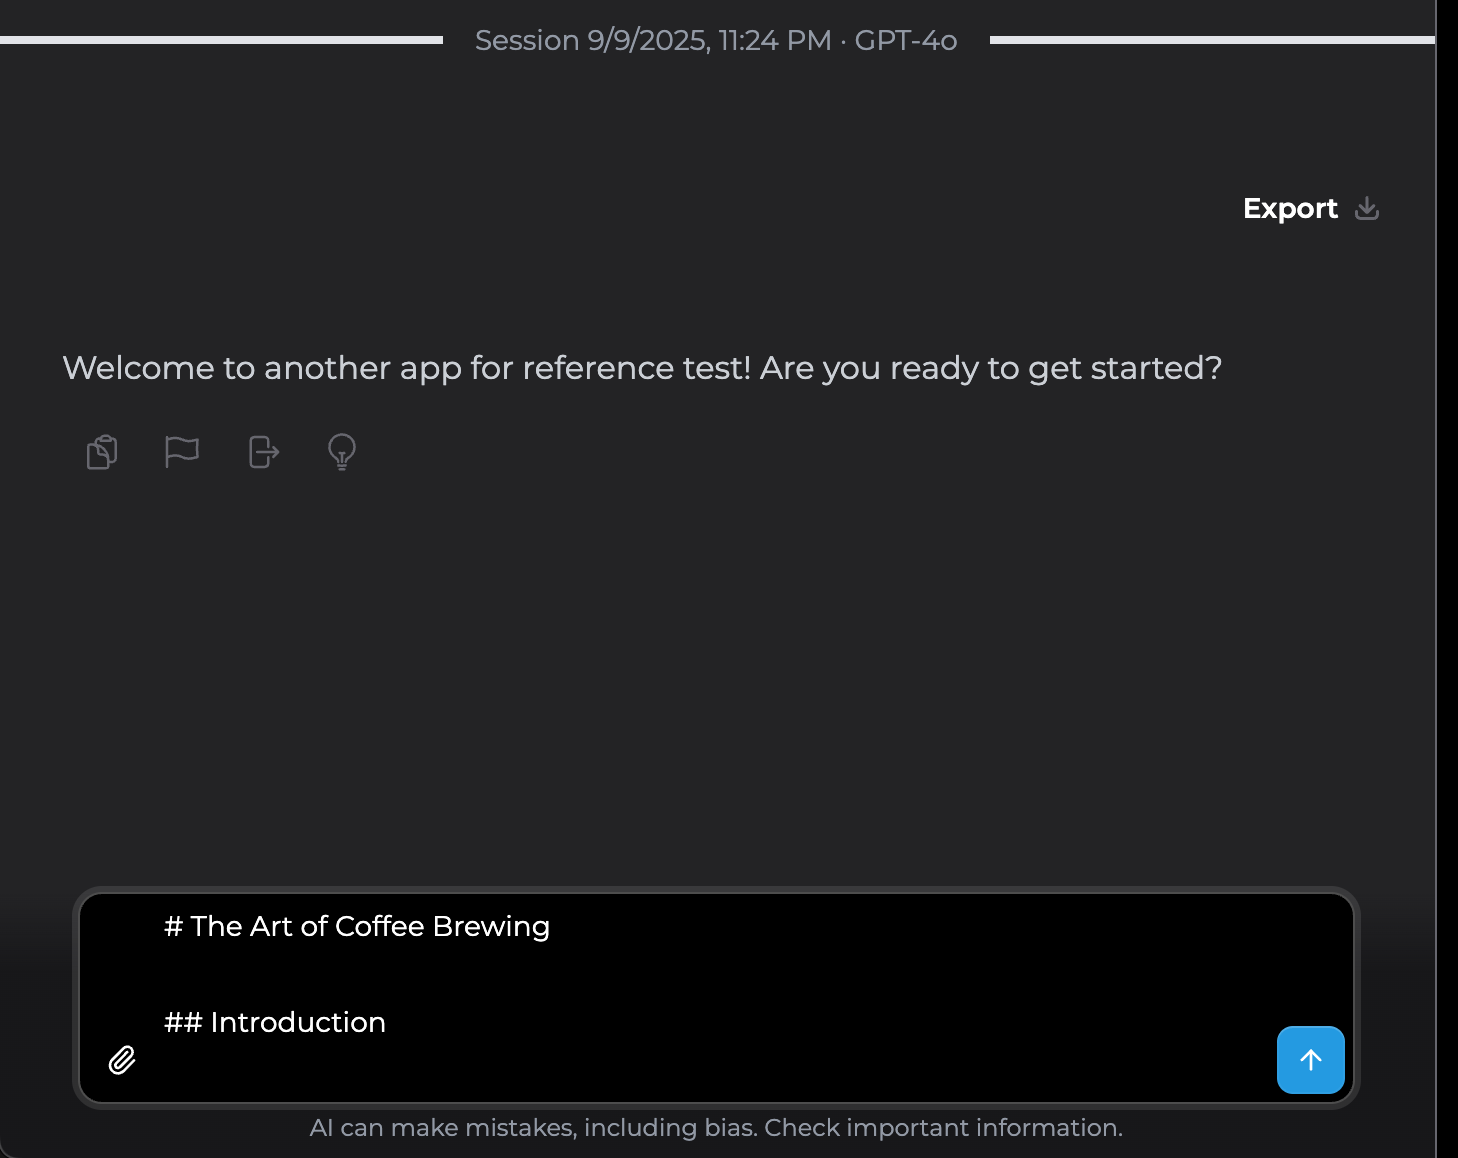 Session 9/9/2025, 11:24 PM · GPT-4o
Export
Welcome to another app for reference test! Are you ready to get started?
# The Art of Coffee Brewing
## Introduction
AI can make mistakes, including bias. Check important information.